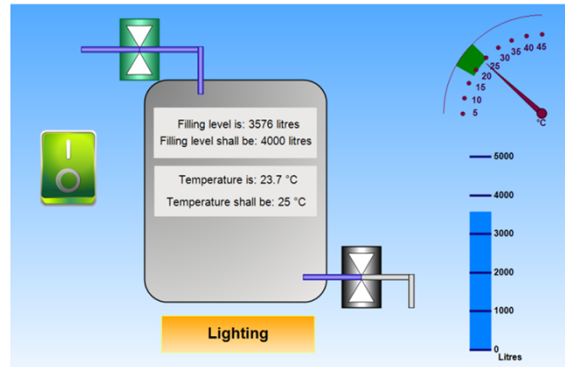 Filling level is: 3576 litres
Filling level shall be: 4000 litres
Temperature is: 23.7 °C
Temperature shall be: 25 °C
Lighting
5
10
15
20
25
30
35
40
45
°C
5000
4000
3000
2000
1000
0
Litres